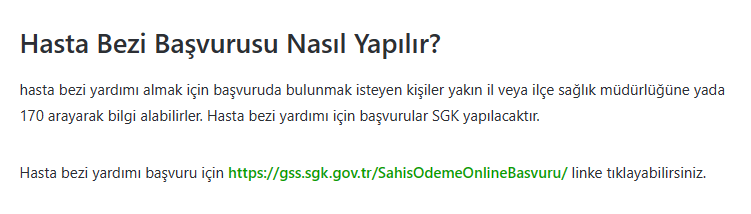 Hasta Bezi Başvurusu Nasıl Yapılır?
hasta bezi yardımı almak için başvuruda bulunmak isteyen kişiler yakın il veya ilçe sağlık müdürlüğüne yada
170 arayarak bilgi alabilirler. Hasta bezi yardımı için başvurular SGK yapılacaktır.
Hasta bezi yardımı başvuru için https://gss.sgk.gov.tr/SahisOdemeOnlineBasvuru/ linke tıklayabilirsiniz.